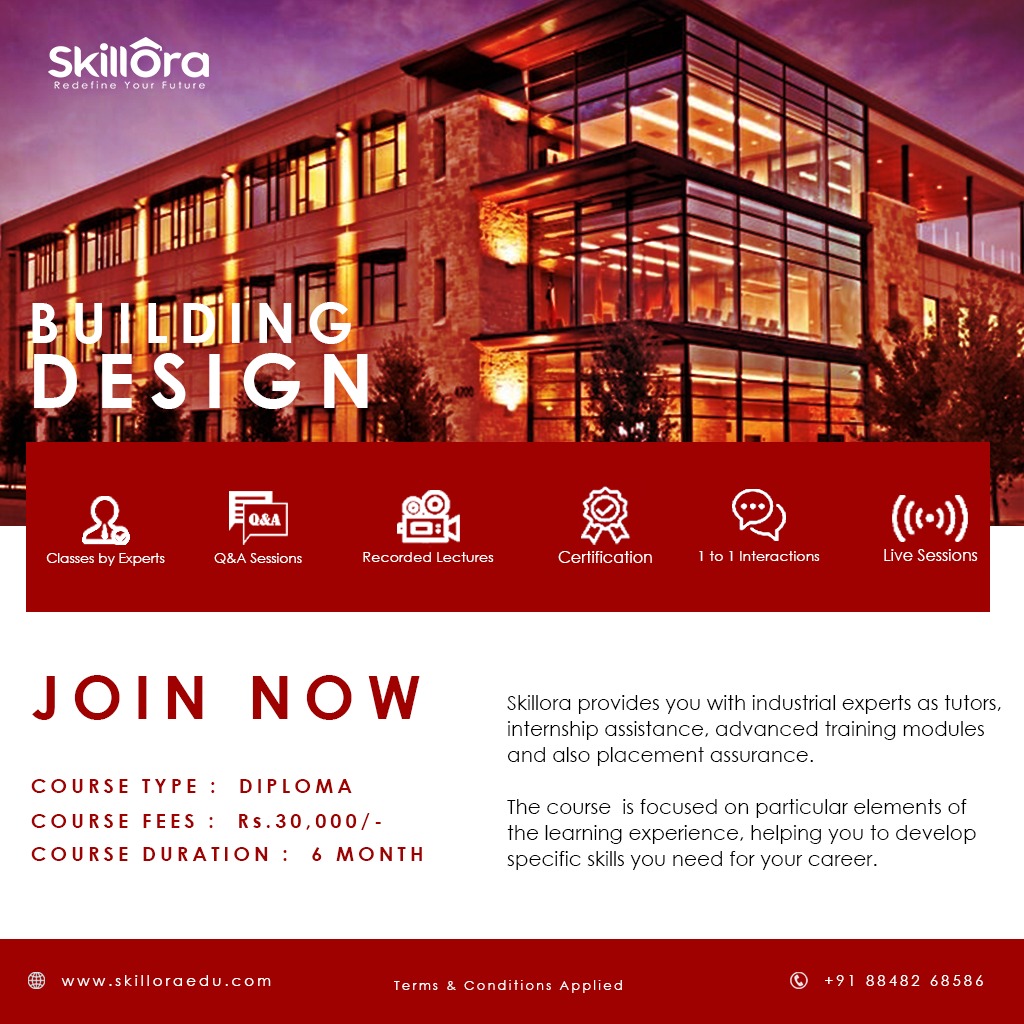 Skillora
Redefine Your Future
BUILDING
DESIGN
Q&A
Classes by Experts
Q&A Sessions
Recorded Lectures
Certification
1 to 1 Interactions
Live Sessions
JOIN NOW
COURSE TYPE : DIPLOMA
COURSE FEES : Rs.30,000/-
COURSE DURATION : 6 MONTH
Skillora provides you with industrial experts as tutors,
internship assistance, advanced training modules
and also placement assurance.
The course is focused on particular elements of
the learning experience, helping you to develop
specific skills you need for your career.
www.skilloraedu.com
Terms & Conditions Applied
+91 88482 68586